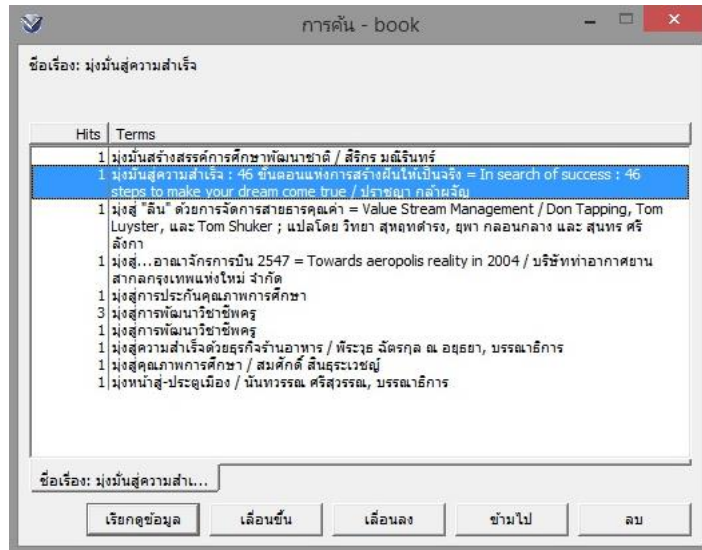 การค้น - book
ชื่อเรื่อง: มุ่งมั่นสู่ความสำเร็จ
Hits Terms
1 มุ่งมั่นสร้างสรรค์การศึกษาพัฒนาชาติ / สิริกร มณีรินทร์
1 มุ่งมั่นสู่ความสำเร็จ : 46 ขั้นตอนแห่งการสร้างฝันให้เป็นจริง = In search of success : 46
steps to make your dream come true / ปราชญา กล้าผจัญ
1 มุ่งสู่ "ลีน" ด้วยการจัดการสายธารคุณค่า = Value Stream Management / Don Tapping, Tom
Luyster, และ Tom Shuker ; แปลโดย วิทยา สุหฤทดำรง, ยุพา กลอนกลาง และ สุนทร ศรี
ลังกา
1 มุ่งสู่...อาณาจักรการบิน 2547 = Towards aeropolis reality in 2004 / บริษัทท่าอากาศยาน
สากลกรุงเทพแห่งใหม่ จำกัด
1 มุ่งสู่การประกันคุณภาพการศึกษา
3 มุ่งสู่การพัฒนาวิชาชีพครู
1 มุ่งสู่การพัฒนาวิชาชีพครู
1 มุ่งสู่ความสำเร็จด้วยธุรกิจร้านอาหาร / พีระวุธ ฉัตรกุล ณ อยุธยา, บรรณาธิการ
1 มุ่งสู่คุณภาพการศึกษา / สมศักดิ์ สินธุระเวชญ์
1 มุ่งหน้าสู่-ประตูเมือง / นันทวรรณ ศรีสุวรรณ, บรรณาธิการ
ชื่อเรื่อง: มุ่งมั่นสู่ความสำเ...
เรียกดูข้อมูล เลื่อนขึ้น เลื่อนลง ข้ามไป ลบ